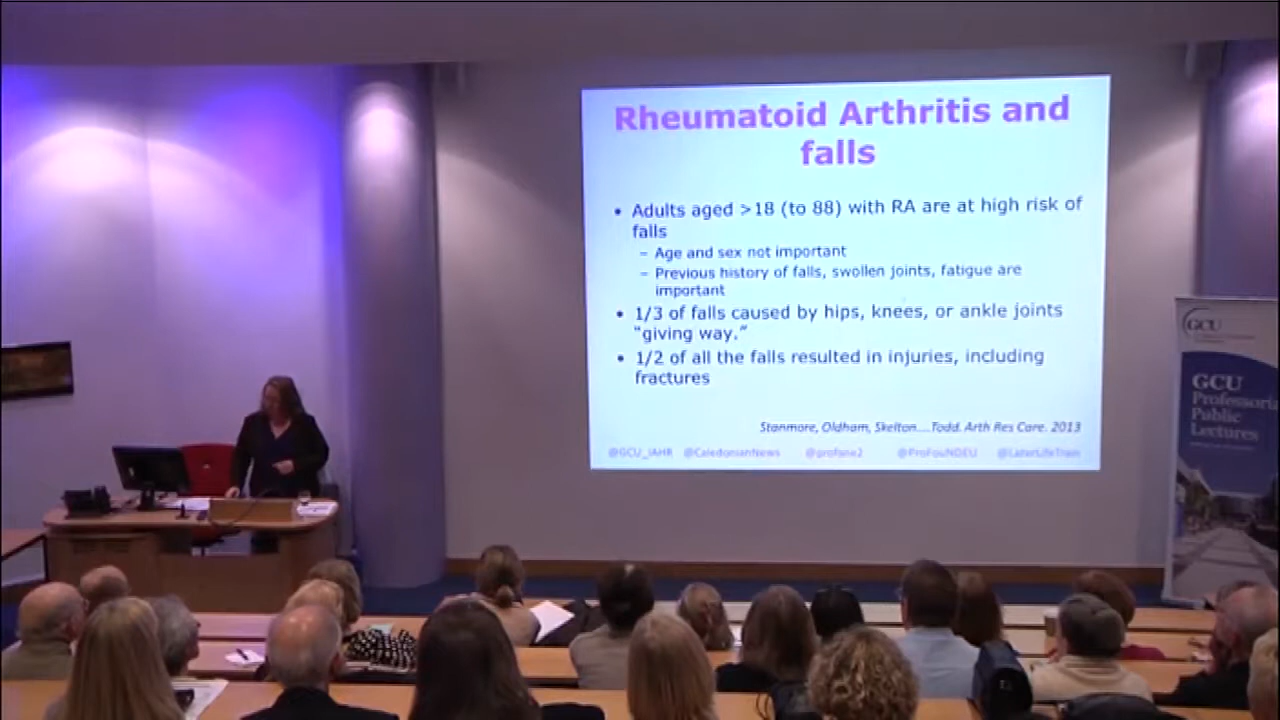 Rheumatoid Arthritis and
falls
• Adults aged >18 (to 88) with RA are at high risk of
falls
– Age and sex not important
– Previous history of falls, swollen joints, fatigue are
important
• 1/3 of falls caused by hips, knees, or ankle joints
"giving way."
• 1/2 of all the falls resulted in injuries, including
fractures
Stanmore, Oldham, Skelton....Todd. Arth Res Care. 2013
@GCU_IAHR @CaledonianNews @profane2 @ProFouNDEU @LaterLifeTrain
GCU
GCU
Professoria
Public
Lectures